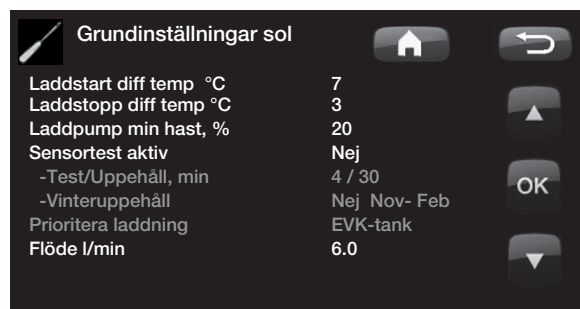 Grundinställningar sol
Laddstart diff temp °C 7
Laddstopp diff temp °C 3
Laddpump min hast, % 20
Sensortest aktiv Nej
-Test/Uppehåll, min 4 / 30
-Vinteruppehåll Nej Nov- Feb
Prioritera laddning EVK-tank
Flöde l/min 6.0
OK